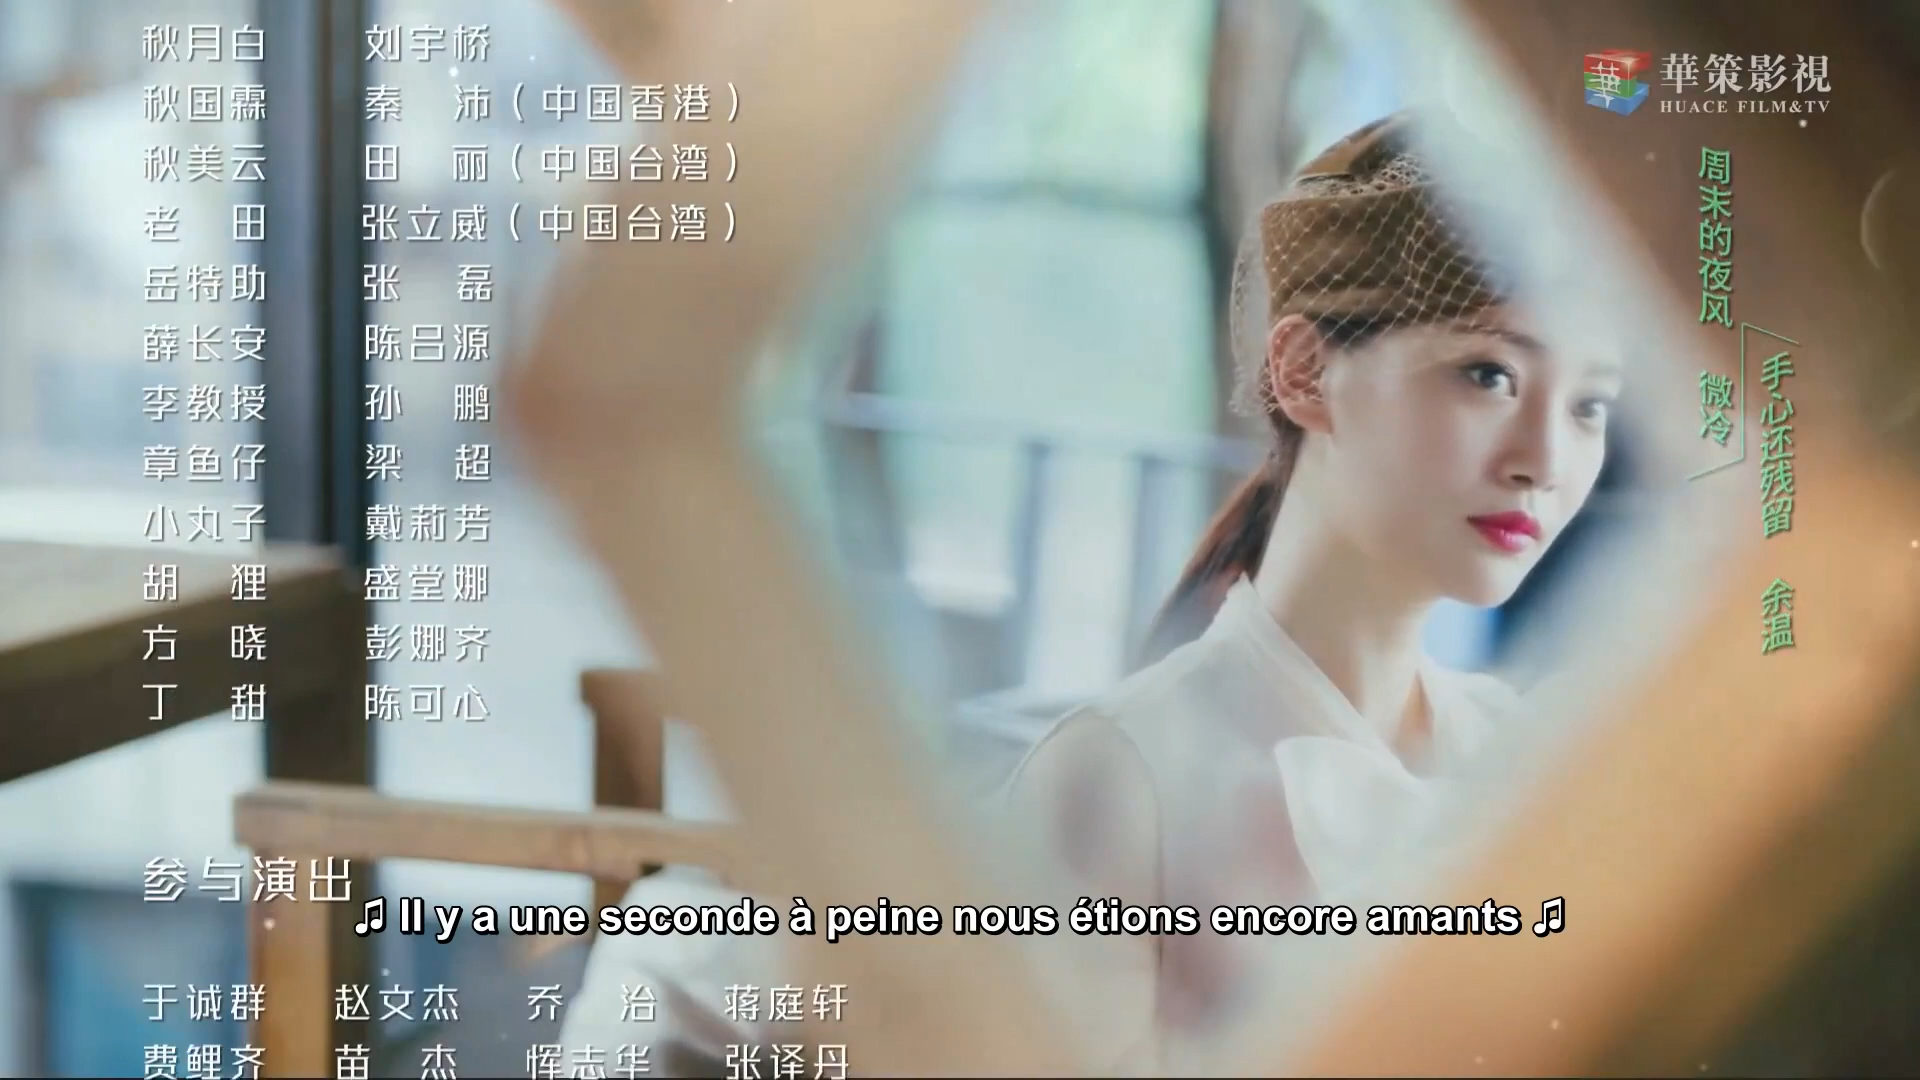 秋月白 刘宇桥
秋国霖 秦 沛（中国香港）
秋美云 田 丽（中国台湾）
老 田 张立威（中国台湾）
岳特助 张 磊
薛长安 陈吕源
李教授 孙 鹏
章鱼仔 梁 超
小丸子 戴莉芳
胡 狸 盛堂娜
方 晓 彭娜齐
丁 甜 陈可心
参与演出
于诚群 赵文杰 乔 治 蒋庭轩
费鲤齐 苗 杰 恽志华 张译丹
華策影視
HUACE FILM&TV
周末的夜风 微冷
手心还残留 余温
♫ Il y a une seconde à peine nous étions encore amants ♫